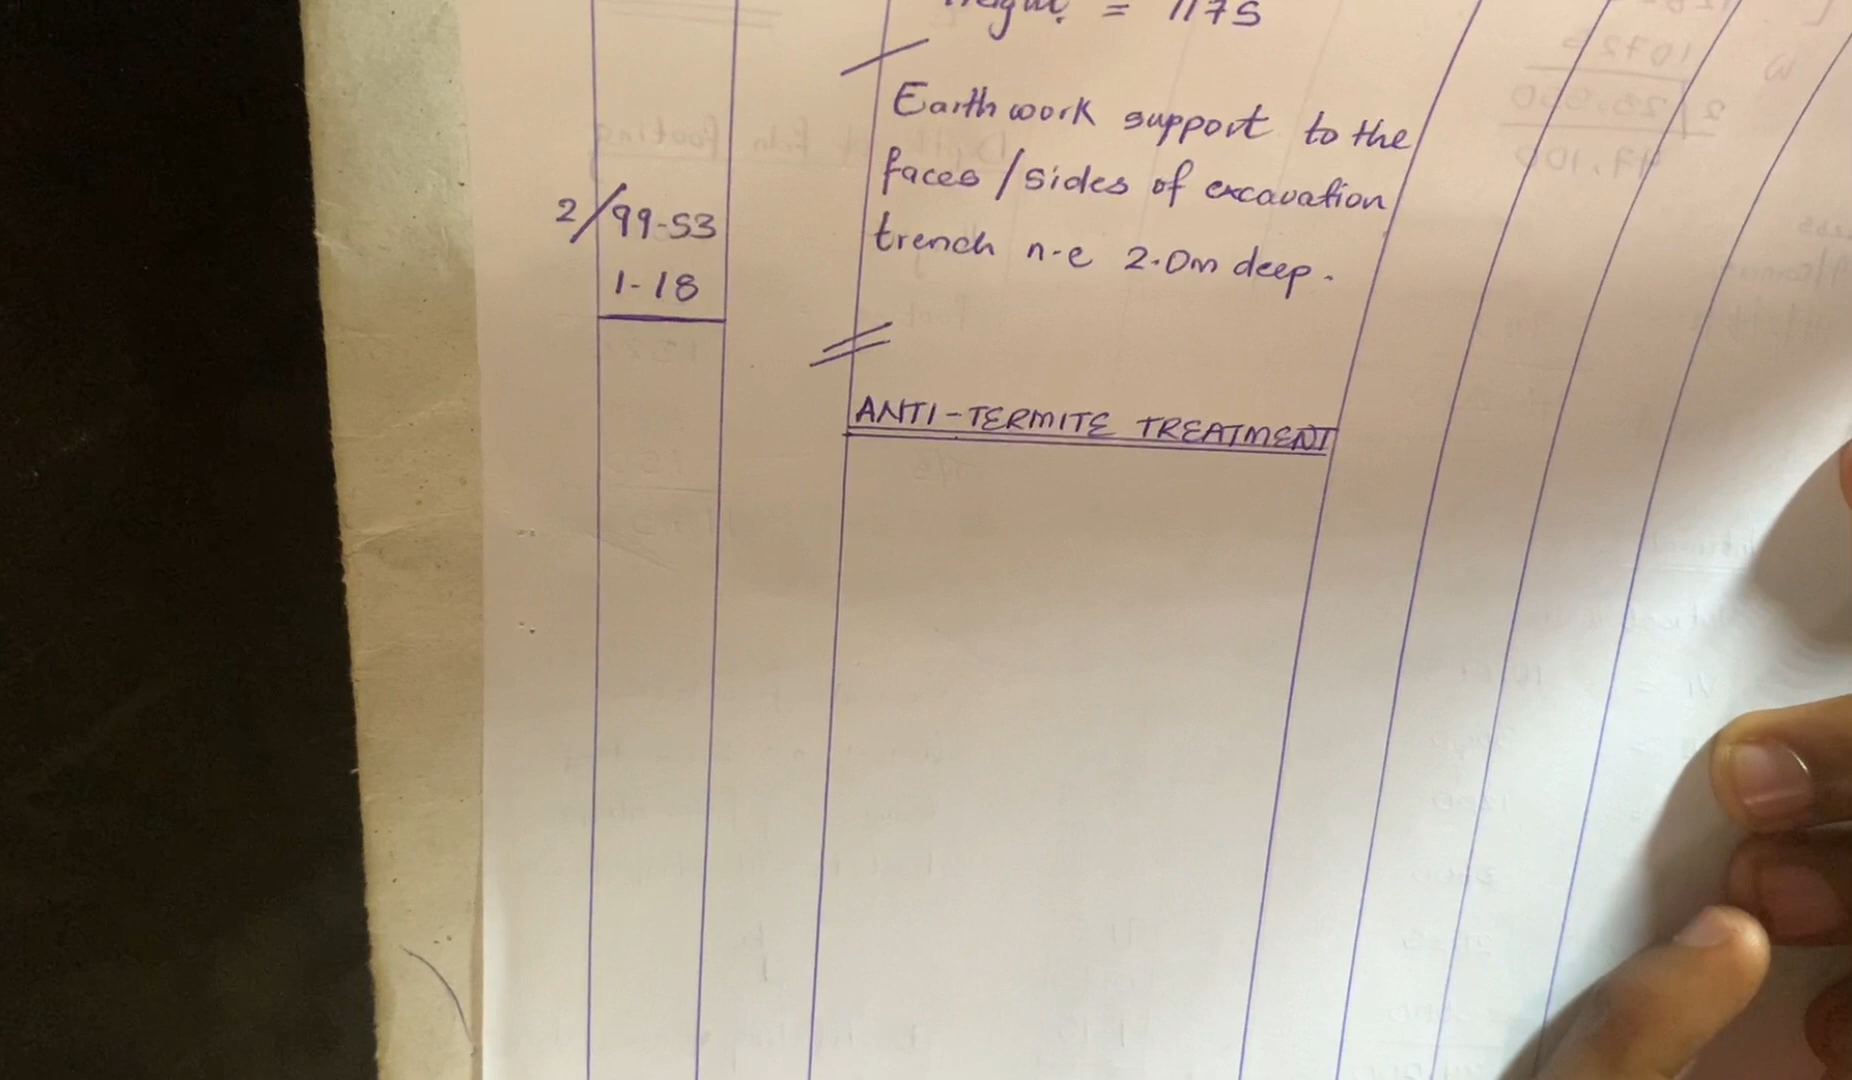 Height = 1175
Earth work support to the
faces / sides of excavation
trench n-e 2.0m deep.
2/99-53
1-18
ANTI-TERMITE TREATMENT